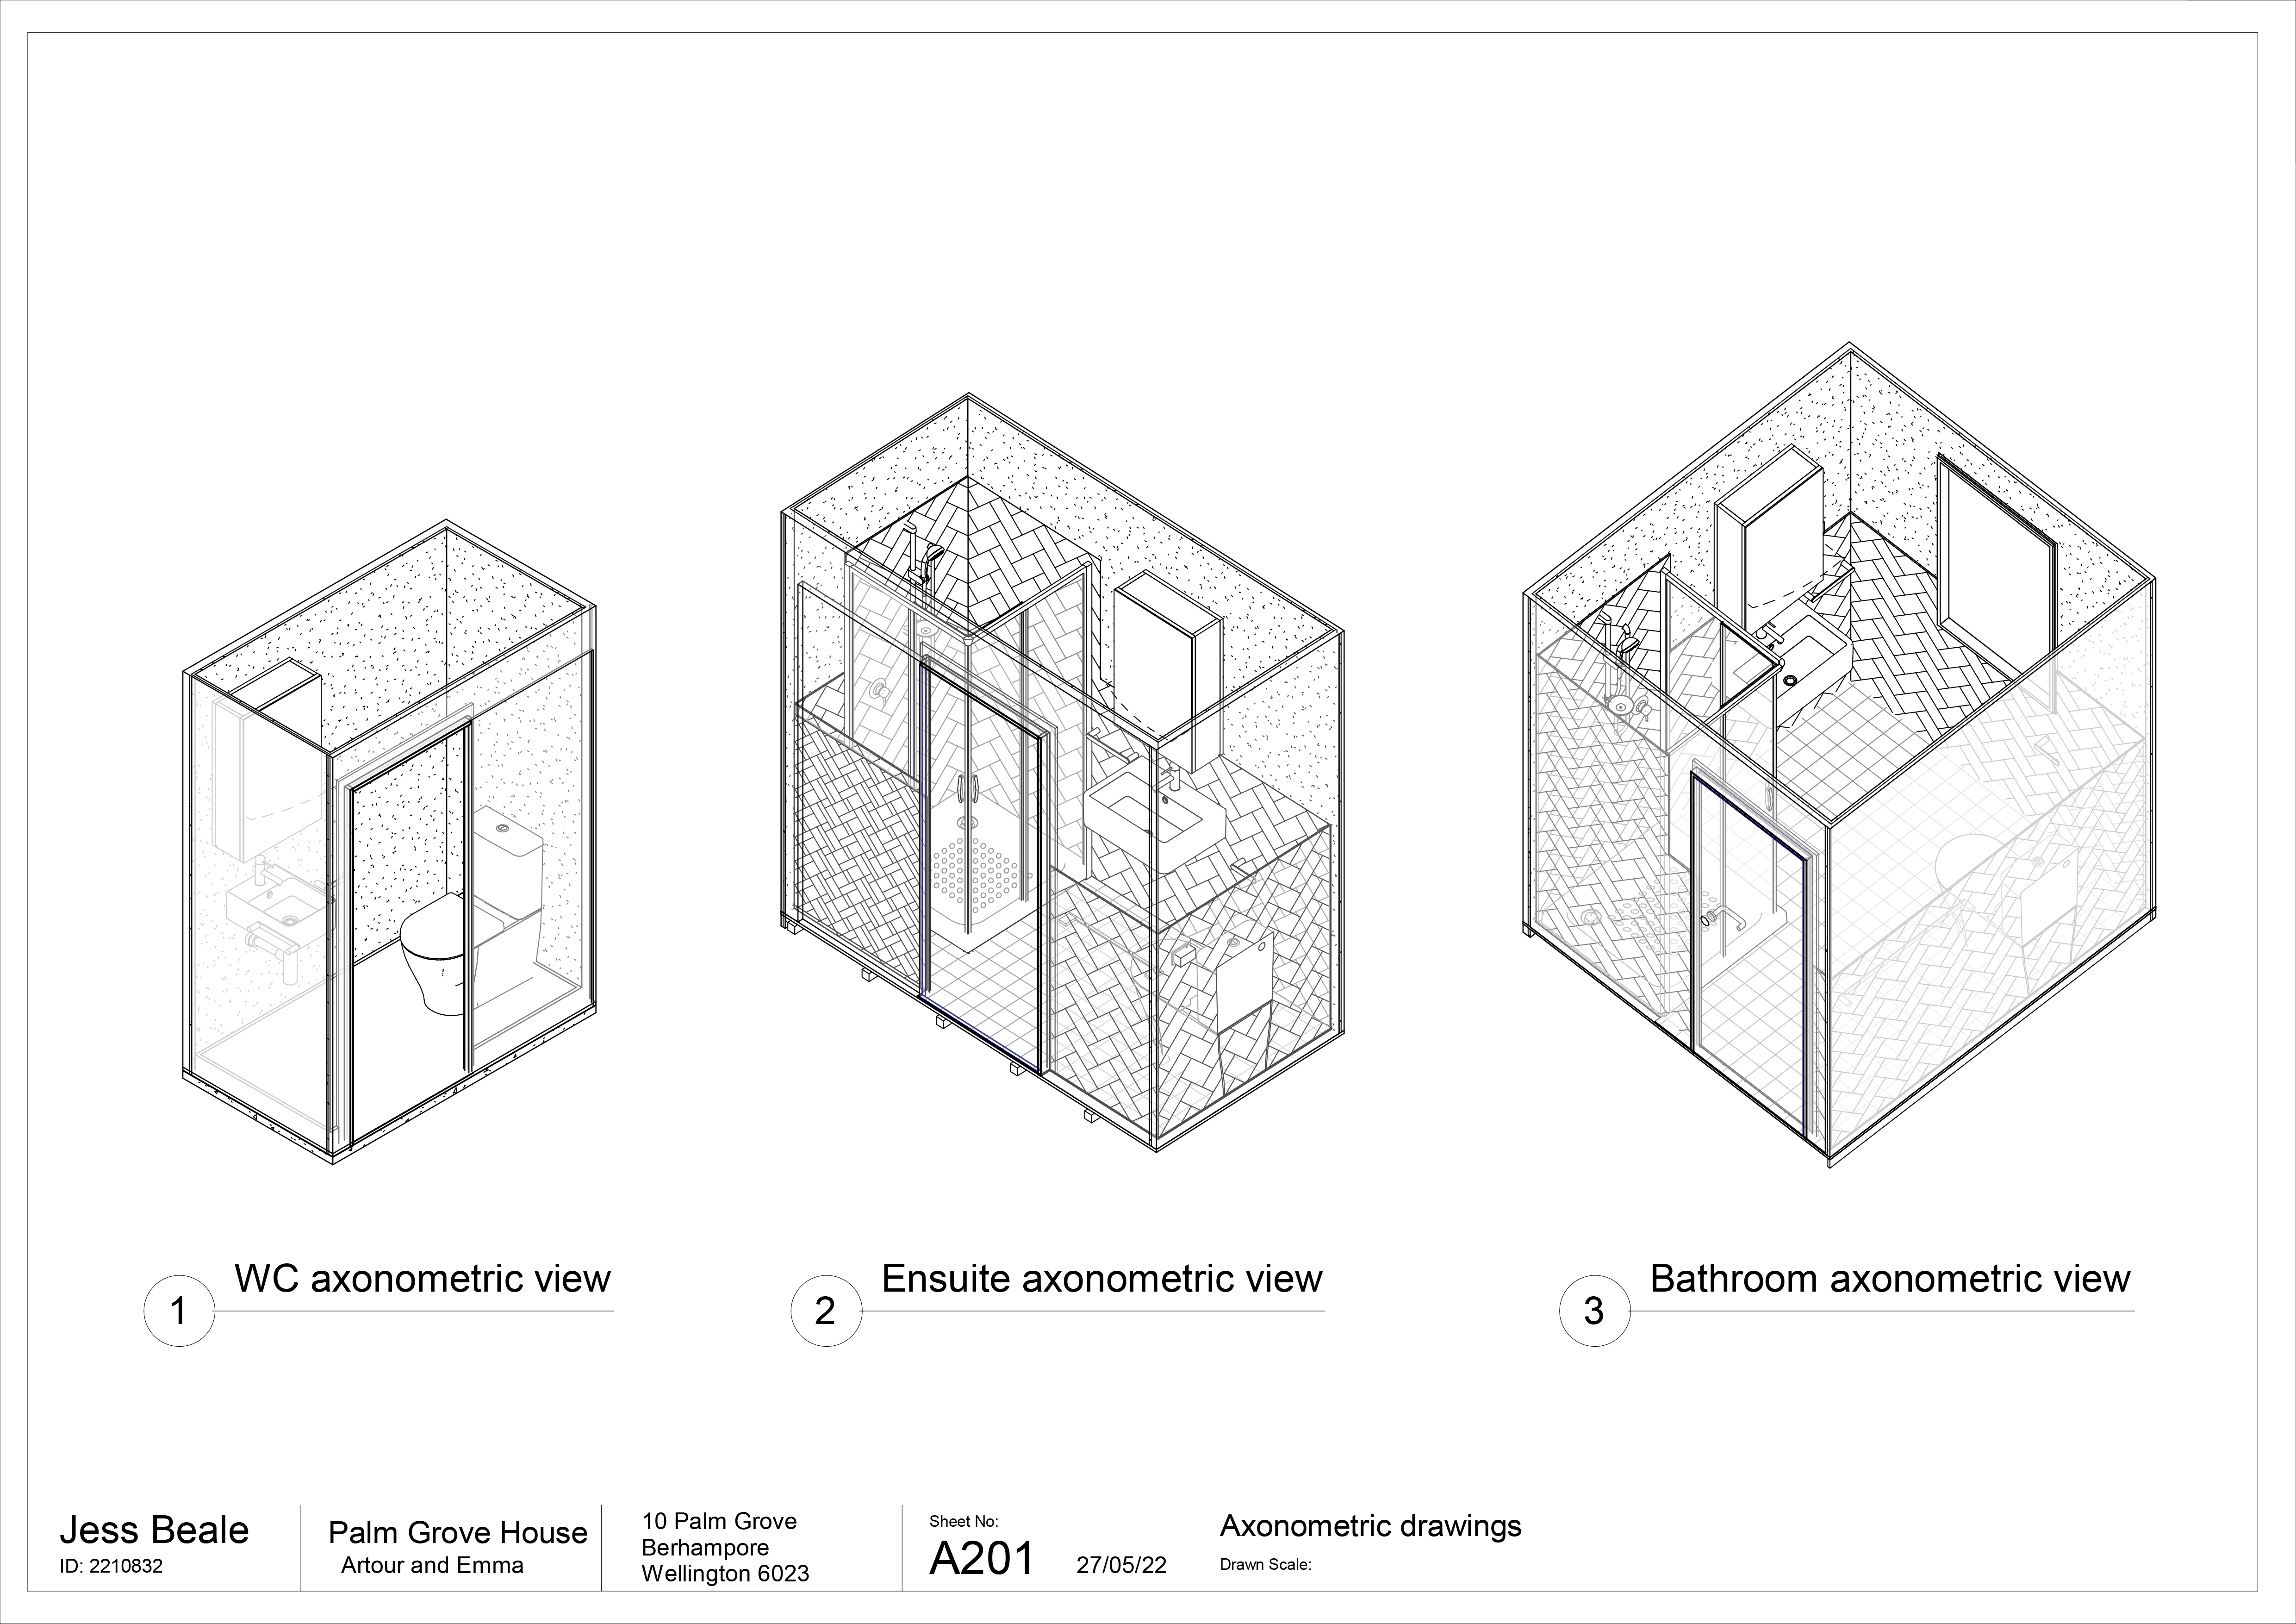 WC axonometric view
1
Ensuite axonometric view
2
Bathroom axonometric view
3
Jess Beale
ID: 2210832
Palm Grove House
Artour and Emma
10 Palm Grove
Berhampore
Wellington 6023
Sheet No:
A201
27/05/22
Axonometric drawings
Drawn Scale: